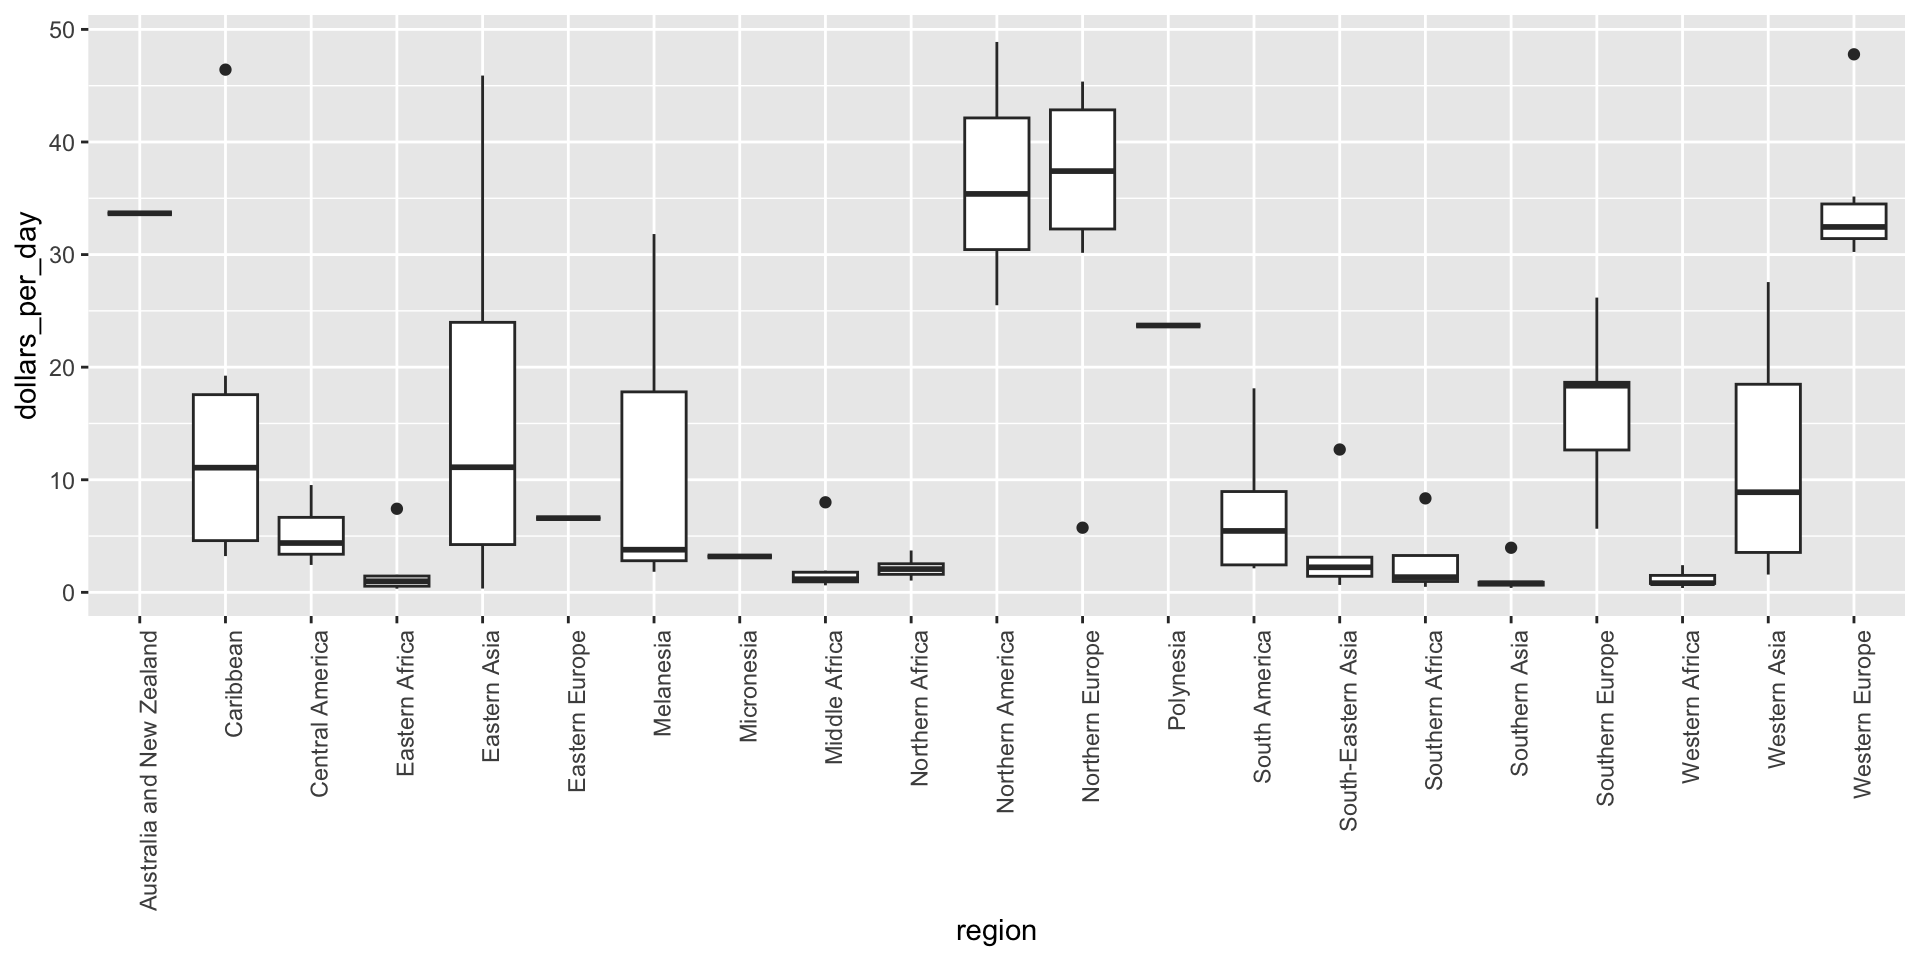 50
40
30
20
10
0
dollars_per_day
Australia and New Zealand
Caribbean
Central America
Eastern Africa
Eastern Asia
Eastern Europe
Melanesia
Micronesia
Middle Africa
Northern Africa
Northern America
Northern Europe
Polynesia
South America
South-Eastern Asia
Southern Africa
Southern Asia
Southern Europe
Western Africa
Western Asia
Western Europe
region